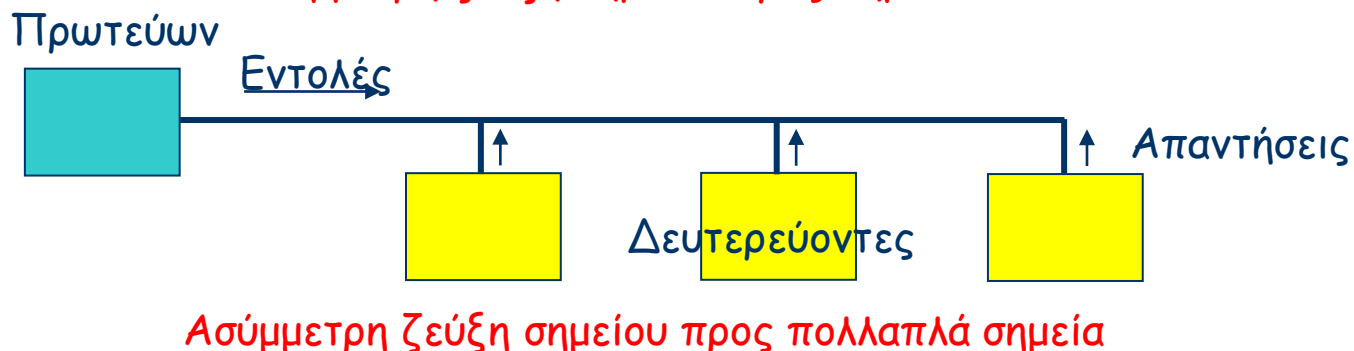 Πρωτεύων
Εντολές
Απαντήσεις
Δευτερεύοντες
Ασύμμετρη ζεύξη σημείου προς πολλαπλά σημεία